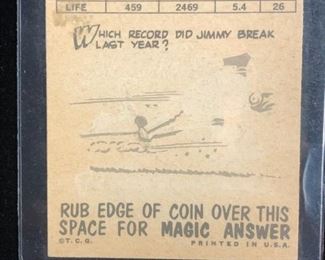 LIFE 459 2469 5.4 26
WHICH RECORD DID JIMMY BREAK
LAST YEAR?
RUB EDGE OF COIN OVER THIS
SPACE FOR MAGIC ANSWER
©T.C.G. PRINTED IN U.S.A.